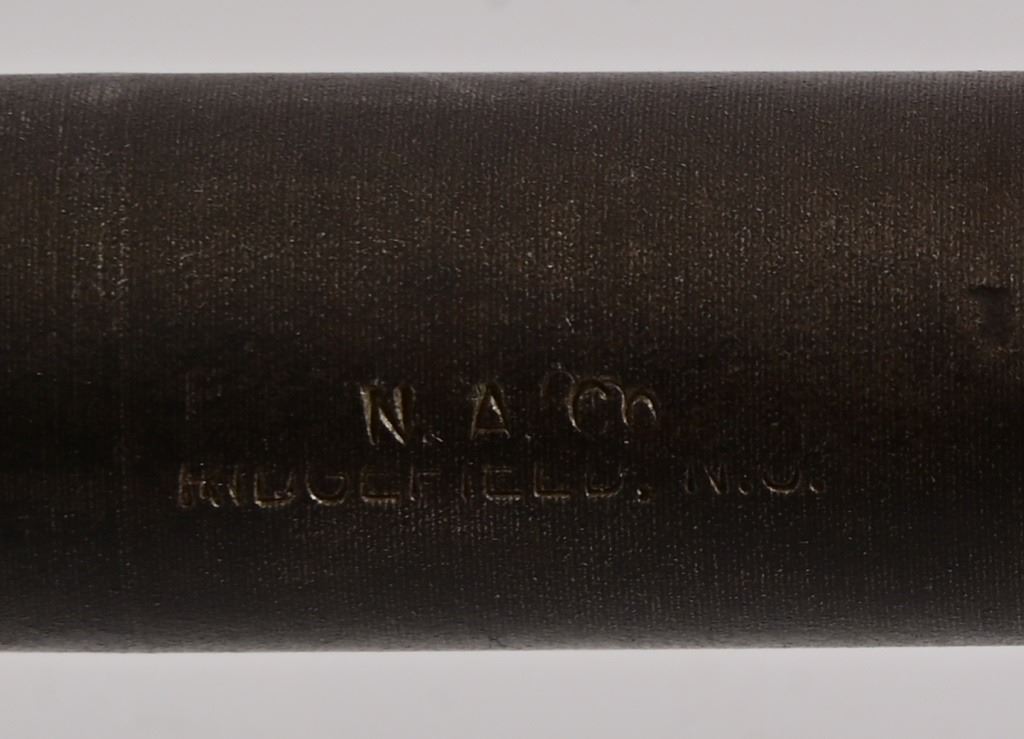 N. A. Co
RIDGEFIELD, N.J.